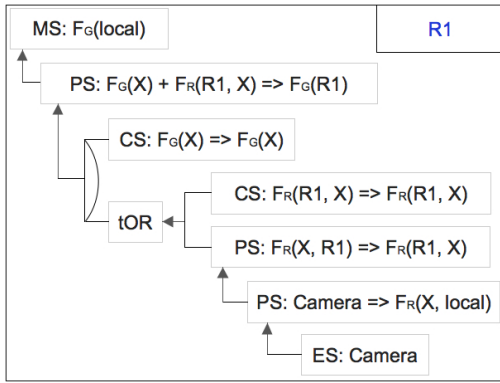 MS: FG(local)
R1
PS: FG(X) + FR(R1, X) => FG(R1)
CS: FG(X) => FG(X)
CS: FR(R1, X) => FR(R1, X)
tOR
PS: FR(X, R1) => FR(R1, X)
PS: Camera => FR(X, local)
ES: Camera